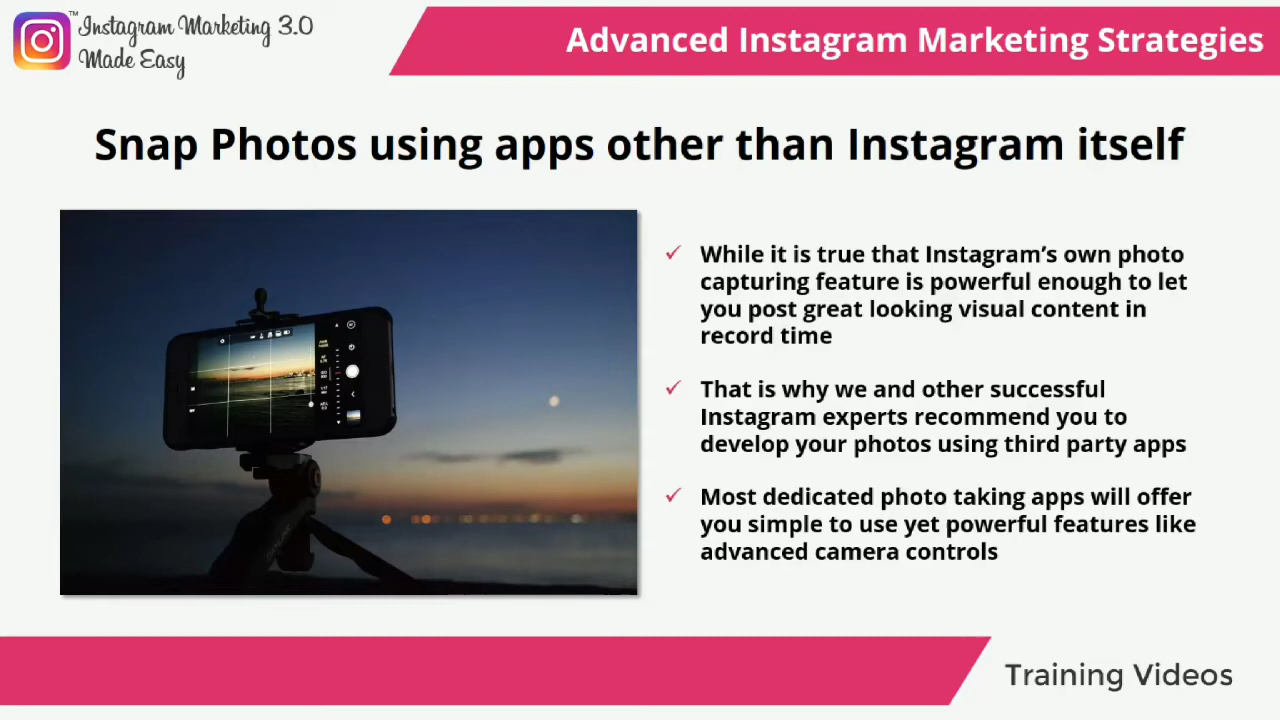 Instagram Marketing 3.0
Made Easy
™
Advanced Instagram Marketing Strategies
Snap Photos using apps other than Instagram itself
While it is true that Instagram’s own photo
capturing feature is powerful enough to let
you post great looking visual content in
record time
That is why we and other successful
Instagram experts recommend you to
develop your photos using third party apps
Most dedicated photo taking apps will offer
you simple to use yet powerful features like
advanced camera controls
Training Videos